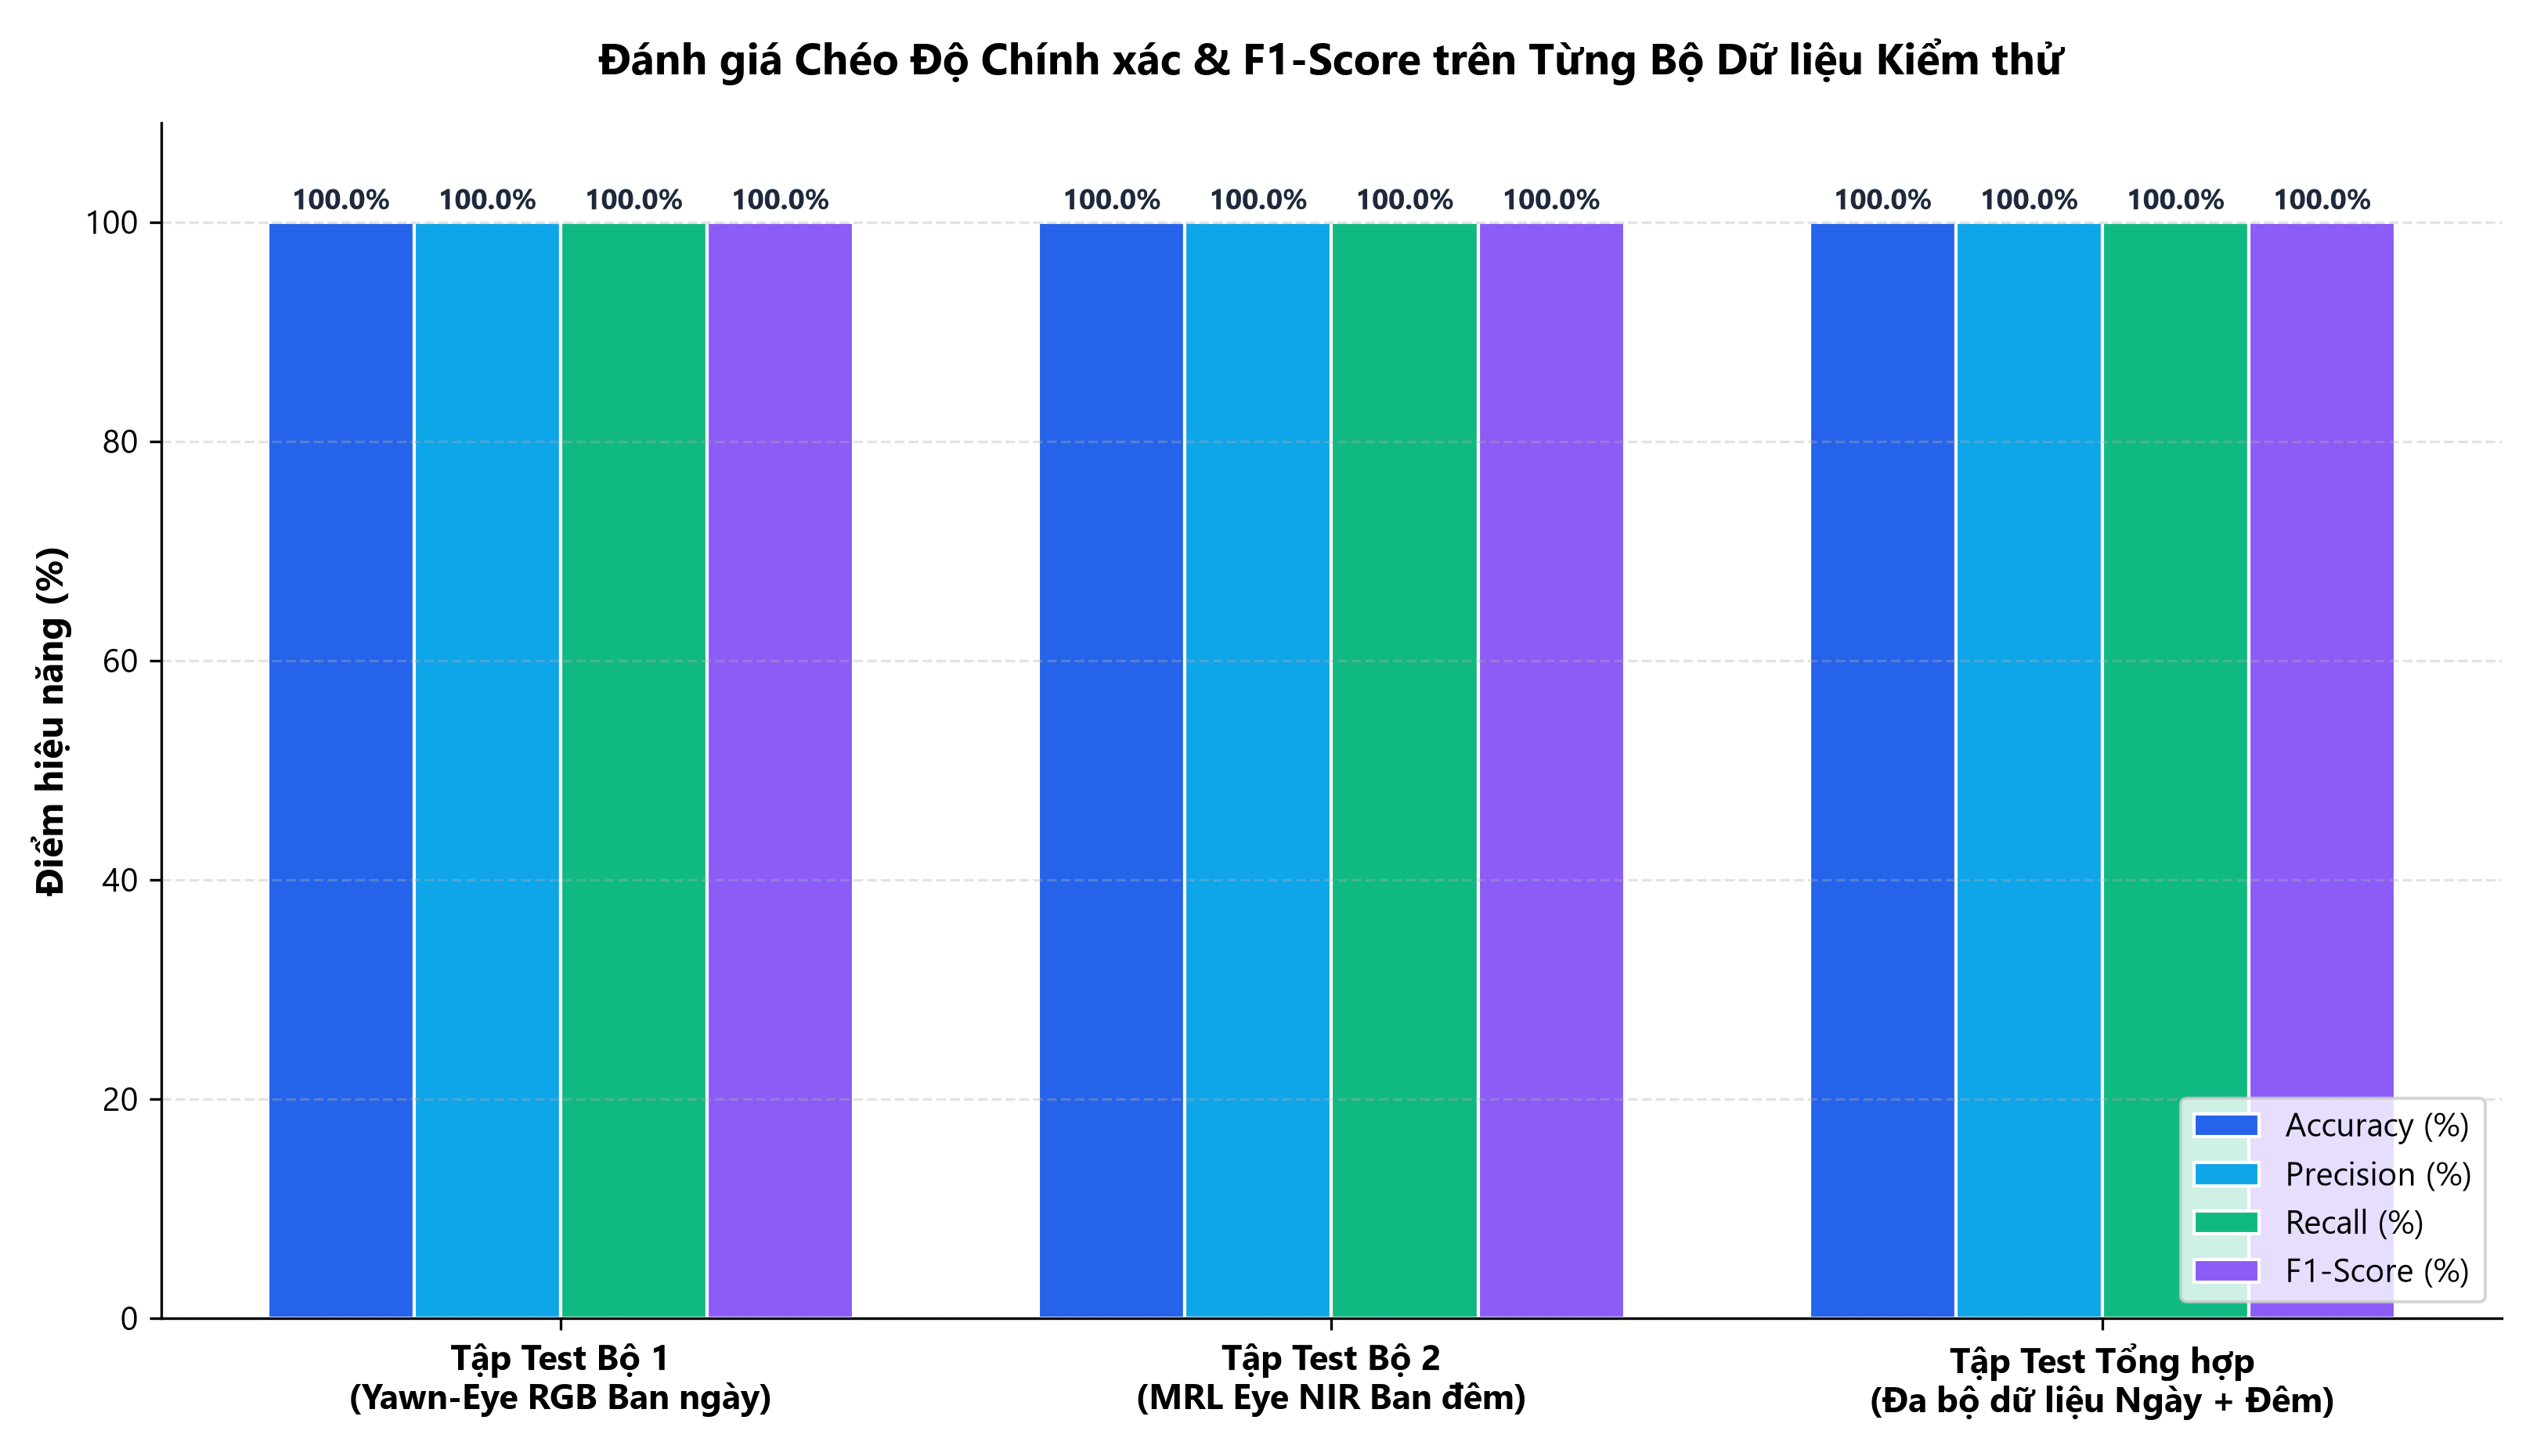 Đánh giá Chéo Độ Chính xác & F1-Score trên Từng Bộ Dữ liệu Kiểm thử
100.0% 100.0% 100.0% 100.0% 100.0% 100.0% 100.0% 100.0% 100.0% 100.0% 100.0% 100.0%
Điểm hiệu năng (%)
100
80
60
40
20
0
Accuracy (%)
Precision (%)
Recall (%)
F1-Score (%)
Tập Test Bộ 1
(Yawn-Eye RGB Ban ngày)
Tập Test Bộ 2
(MRL Eye NIR Ban đêm)
Tập Test Tổng hợp
(Đa bộ dữ liệu Ngày + Đêm)